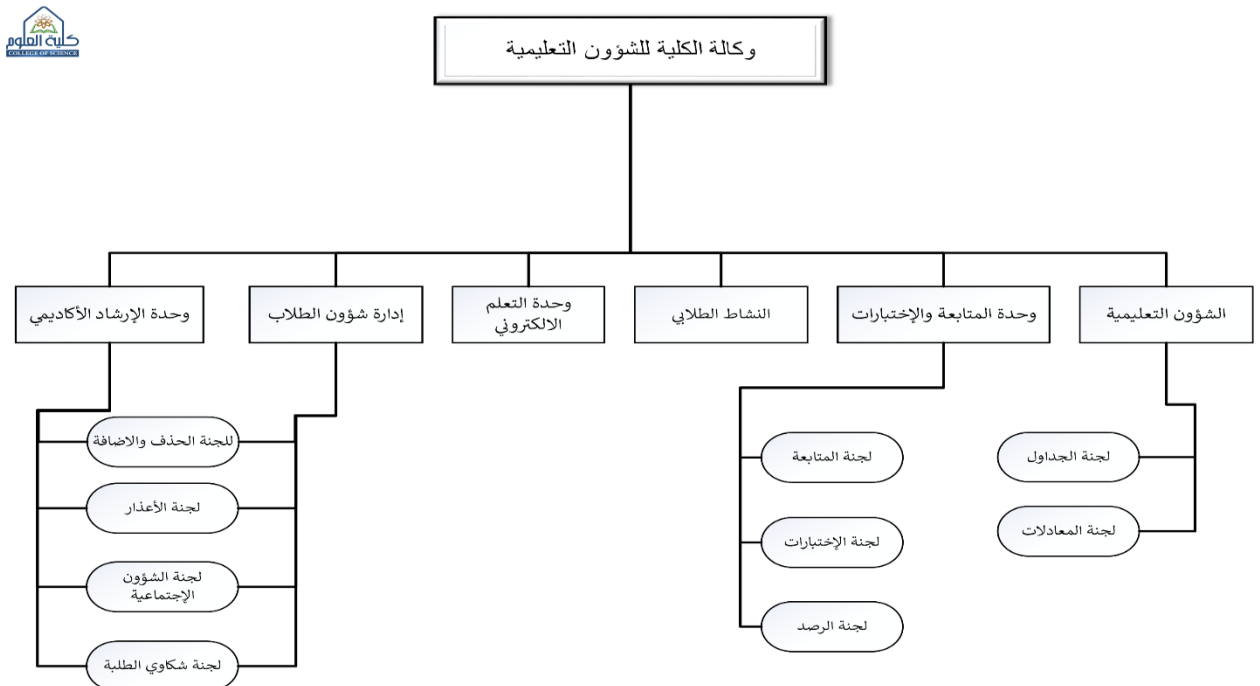 كلية العلوم
COLLEGE OF SCIENCE
وكالة الكلية للشؤون التعليمية
الشؤون التعليمية
وحدة المتابعة والإختبارات
النشاط الطلابي
وحدة التعلم
الالكتروني
إدارة شؤون الطلاب
وحدة الإرشاد الأكاديمي
لجنة الجداول
لجنة المعادلات
لجنة المتابعة
لجنة الإختبارات
لجنة الرصد
للجنة الحذف والاضافة
لجنة الأعذار
لجنة الشؤون
الإجتماعية
لجنة شكاوي الطلبة